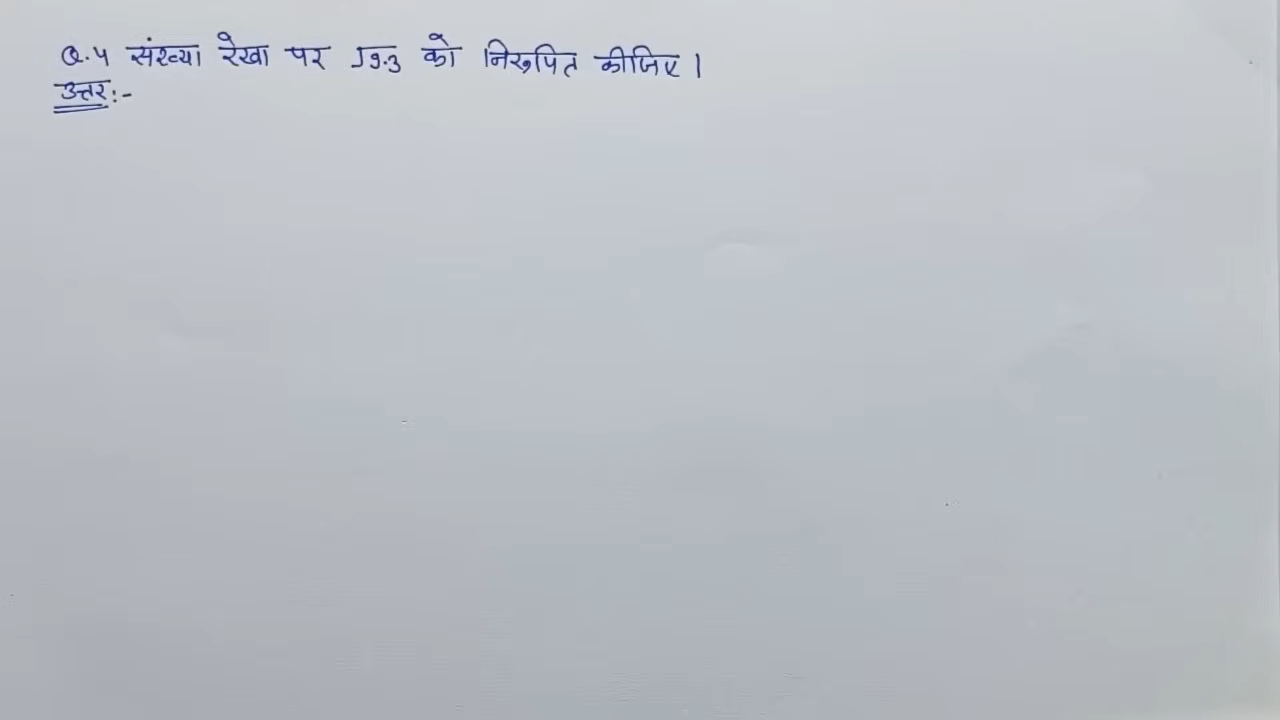 Q.4 संख्या रेखा पर √9.3 को निरूपित कीजिए।
उत्तर:-